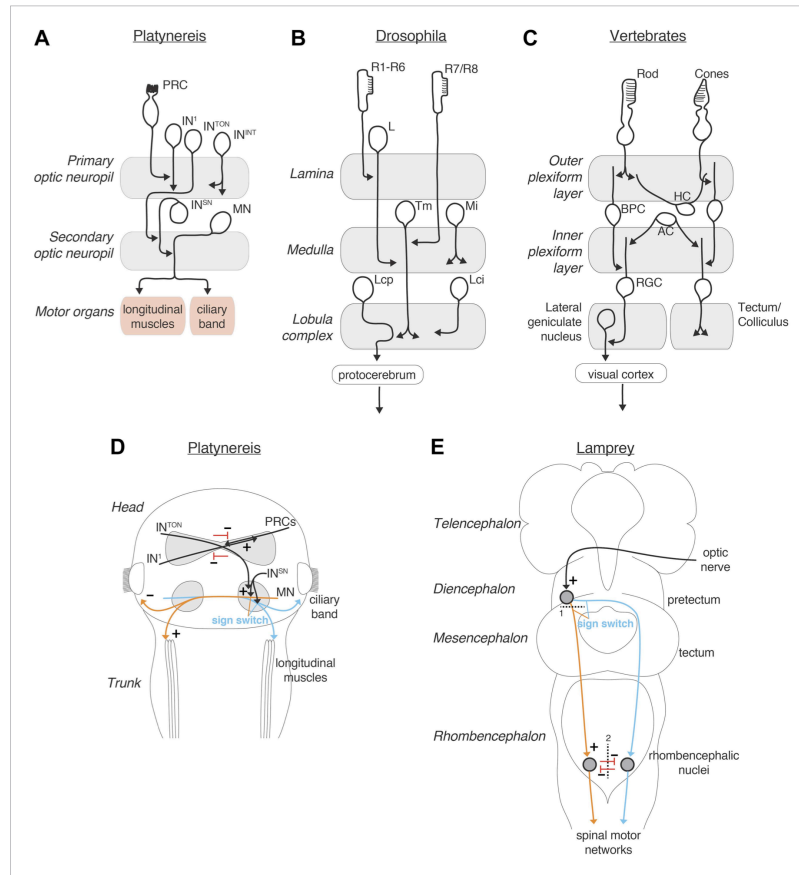 A
Platynereis
PRC
IN¹
INᵀᴼᴺ
INᴵᴺᵀ
Primary
optic neuropil
INˢᴺ
MN
Secondary
optic neuropil
Motor organs
longitudinal
muscles
ciliary
band
B
Drosophila
R1-R6
R7/R8
L
Lamina
Tm
Mi
Medulla
Lcp
Lci
Lobula
complex
protocerebrum
C
Vertebrates
Rod
Cones
Outer
plexiform
layer
HC
BPC
AC
Inner
plexiform
layer
RGC
Lateral
geniculate
nucleus
Tectum/
Colliculus
visual cortex
D
Platynereis
Head
INᵀᴼᴺ
–
PRCs
+
–
IN¹
INˢᴺ
+
MN
–
ciliary
band
sign switch
+
longitudinal
muscles
Trunk
E
Lamprey
Telencephalon
optic
nerve
+
Diencephalon
pretectum
1
sign switch
Mesencephalon
tectum
Rhombencephalon
2
+
–
–
rhombencephalic
nuclei
spinal motor
networks